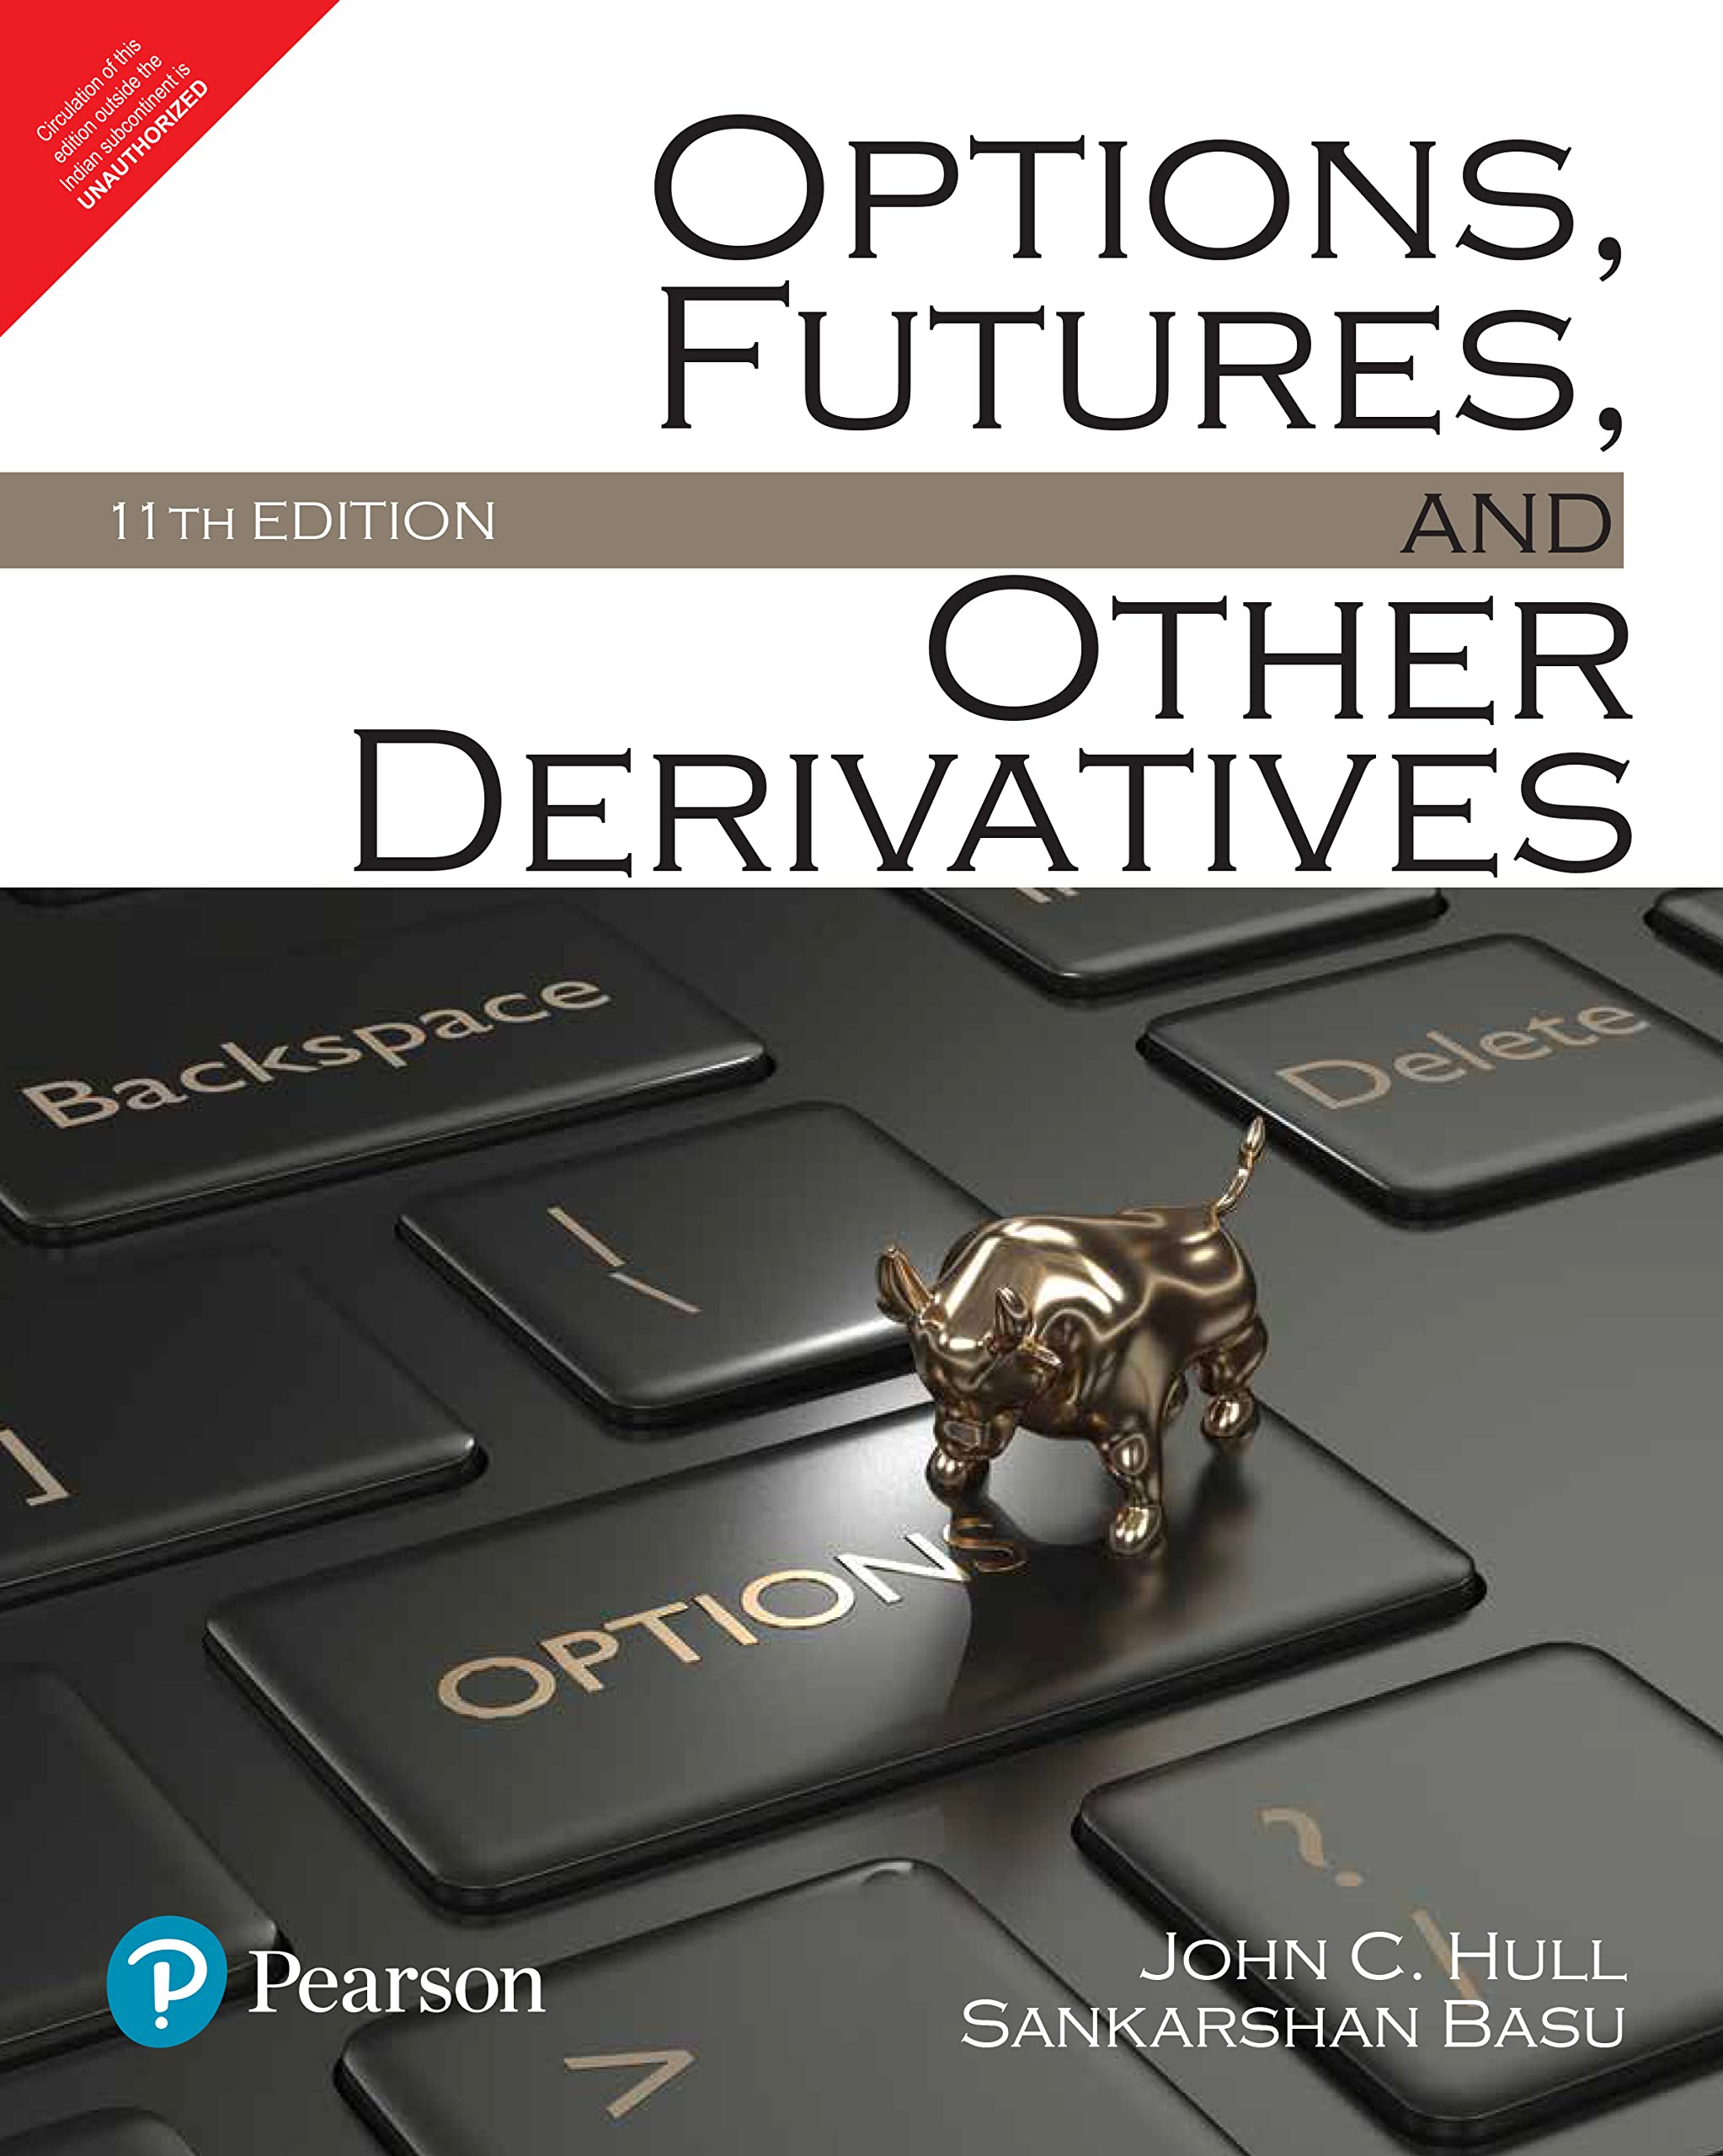 Circulation of this
edition outside the
Indian subcontinent is
UNAUTHORIZED
OPTIONS,
FUTURES,
11TH EDITION
AND
OTHER
DERIVATIVES
Backspace
Delete
|
\
]
OPTIONS
?
>
Pearson
JOHN C. HULL
SANKARSHAN BASU